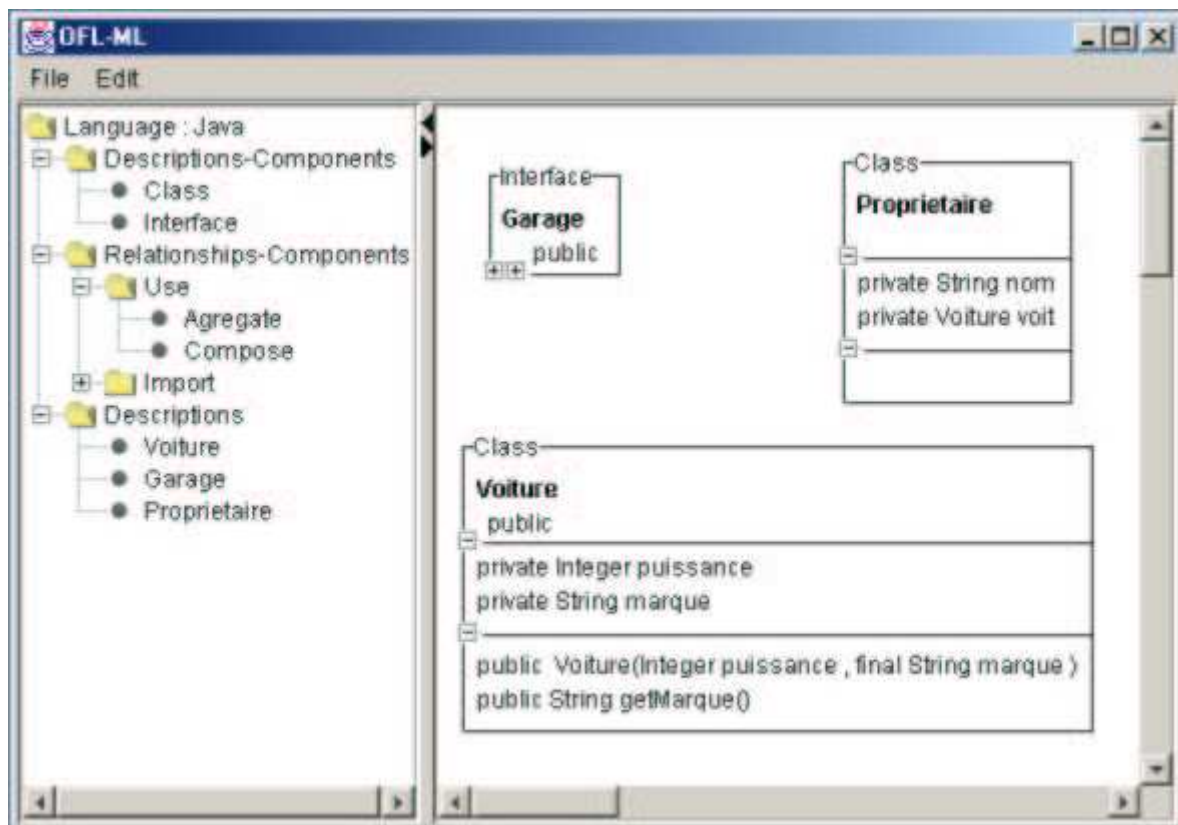 OFL-ML
File Edit
Language : Java
Descriptions-Components
Class
Interface
Relationships-Components
Use
Agregate
Compose
Import
Descriptions
Voiture
Garage
Proprietaire
Interface
Garage
public
Class
Proprietaire
private String nom
private Voiture voit
Class
Voiture
public
private Integer puissance
private String marque
public Voiture(Integer puissance , final String marque )
public String getMarque()